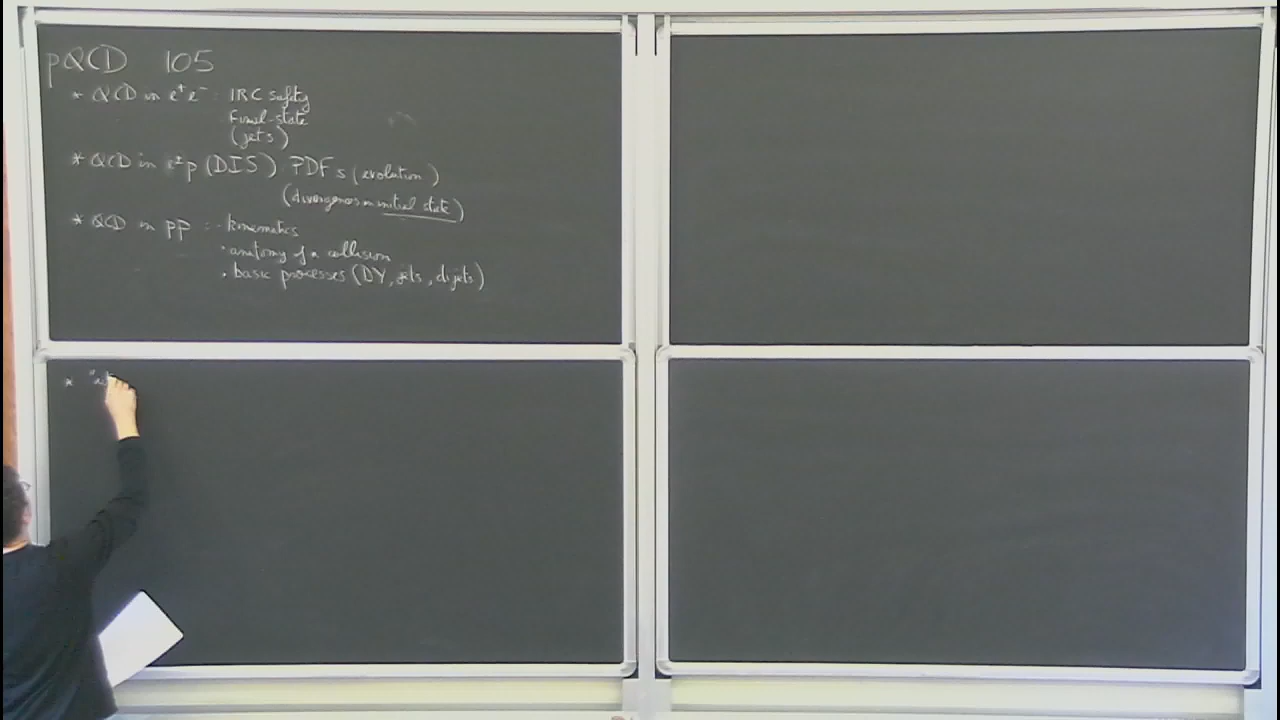 pQCD 105
* QCD in e⁺e⁻ : IRC safety
Final-state
(jets)
* QCD in e±p (DIS) PDFs (evolution)
(divergences in initial state)
* QCD in pp : - kinematics
• anatomy of a collision
• basic processes (DY, jets, dijets)
* "